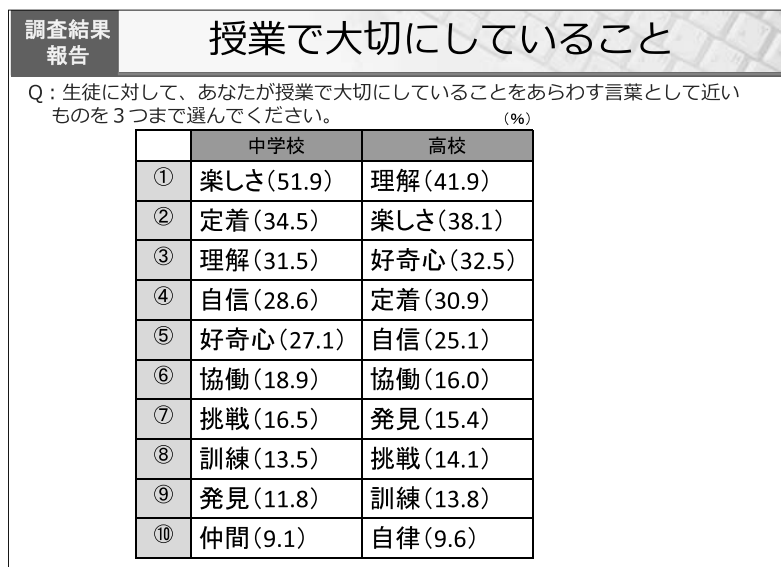 調査結果
報告
授業で大切にしていること
Q：生徒に対して、あなたが授業で大切にしていることをあらわす言葉として近い
ものを３つまで選んでください。
(%)
中学校 高校
① 楽しさ(51.9) 理解(41.9)
② 定着(34.5) 楽しさ(38.1)
③ 理解(31.5) 好奇心(32.5)
④ 自信(28.6) 定着(30.9)
⑤ 好奇心(27.1) 自信(25.1)
⑥ 協働(18.9) 協働(16.0)
⑦ 挑戦(16.5) 発見(15.4)
⑧ 訓練(13.5) 挑戦(14.1)
⑨ 発見(11.8) 訓練(13.8)
⑩ 仲間(9.1) 自律(9.6)